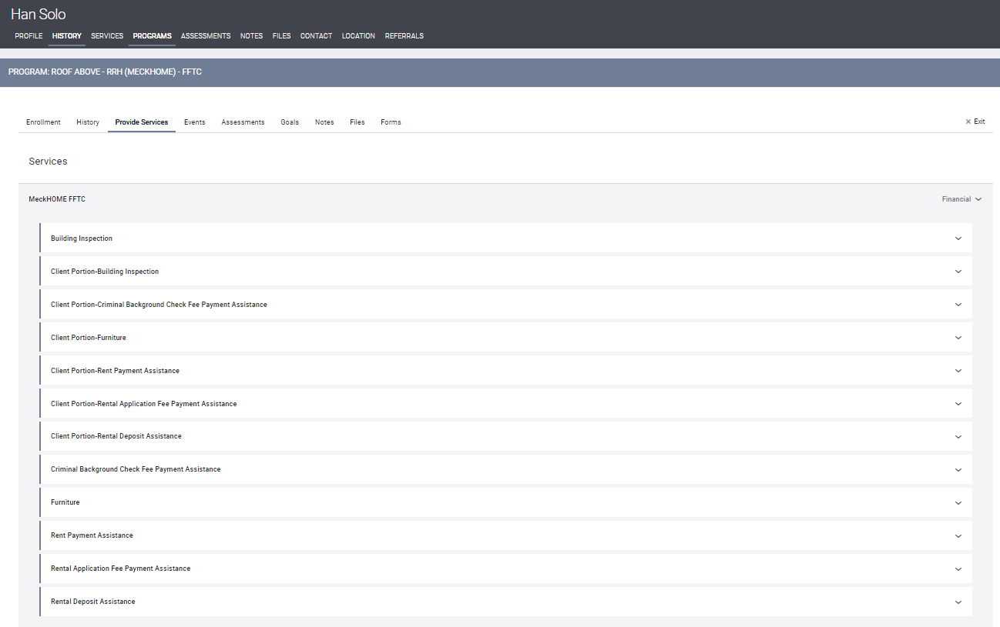 Han Solo
PROFILE HISTORY SERVICES PROGRAMS ASSESSMENTS NOTES FILES CONTACT LOCATION REFERRALS
PROGRAM: ROOF ABOVE - RRH (MECKHOME) - FFTC
Enrollment History Provide Services Events Assessments Goals Notes Files Forms × Exit
Services
MeckHOME FFTC Financial
Building Inspection
Client Portion-Building Inspection
Client Portion-Criminal Background Check Fee Payment Assistance
Client Portion-Furniture
Client Portion-Rent Payment Assistance
Client Portion-Rental Application Fee Payment Assistance
Client Portion-Rental Deposit Assistance
Criminal Background Check Fee Payment Assistance
Furniture
Rent Payment Assistance
Rental Application Fee Payment Assistance
Rental Deposit Assistance